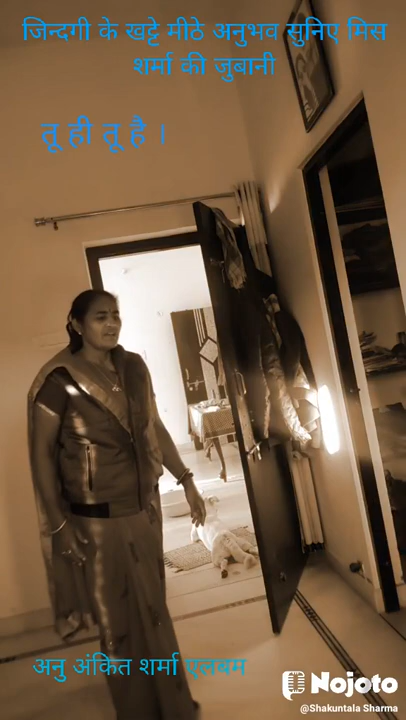 जिन्दगी के खट्टे मीठे अनुभव सुनिए मिस
शर्मा की जुबानी
तू ही तू है ।
अनु अंकित शर्मा एलबम
Nojoto
@Shakuntala Sharma